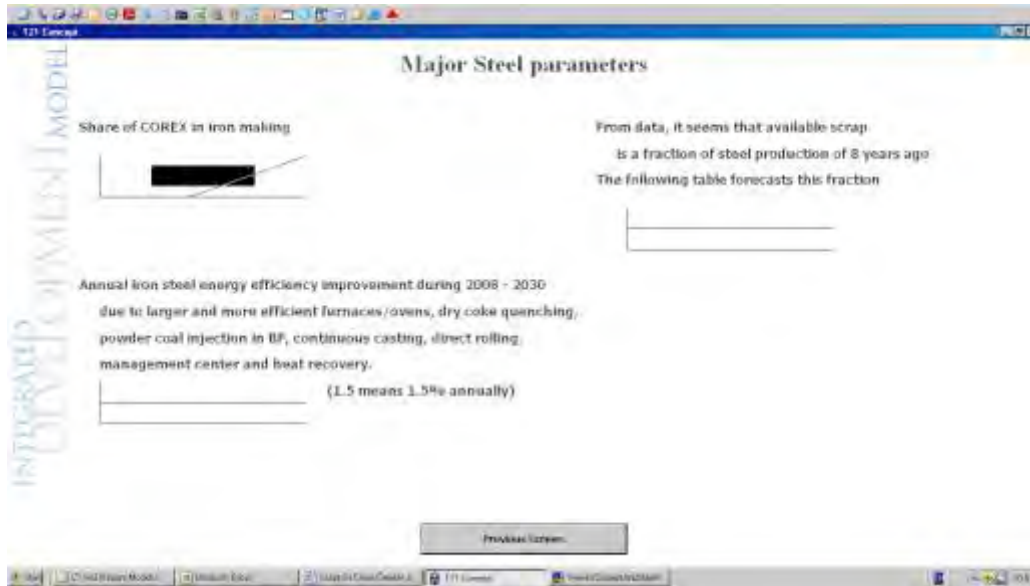 T21 Concept
Major Steel parameters
INTEGRATED
DEVELOPMENT MODEL
Share of COREX in iron making
From data, it seems that available scrap
is a fraction of steel production of 8 years ago
The following table forecasts this fraction
Annual iron steel energy efficiency improvement during 2008 - 2030
due to larger and more efficient furnaces/ovens, dry coke quenching,
powder coal injection in BF, continuous casting, direct rolling,
management center and heat recovery.
(1.5 means 1.5% annually)
Previous Screen